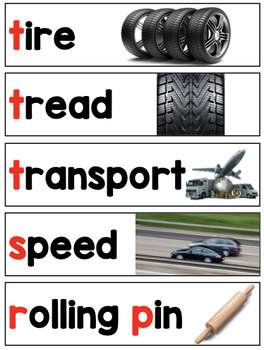 tire
tread
transport
speed
rolling pin